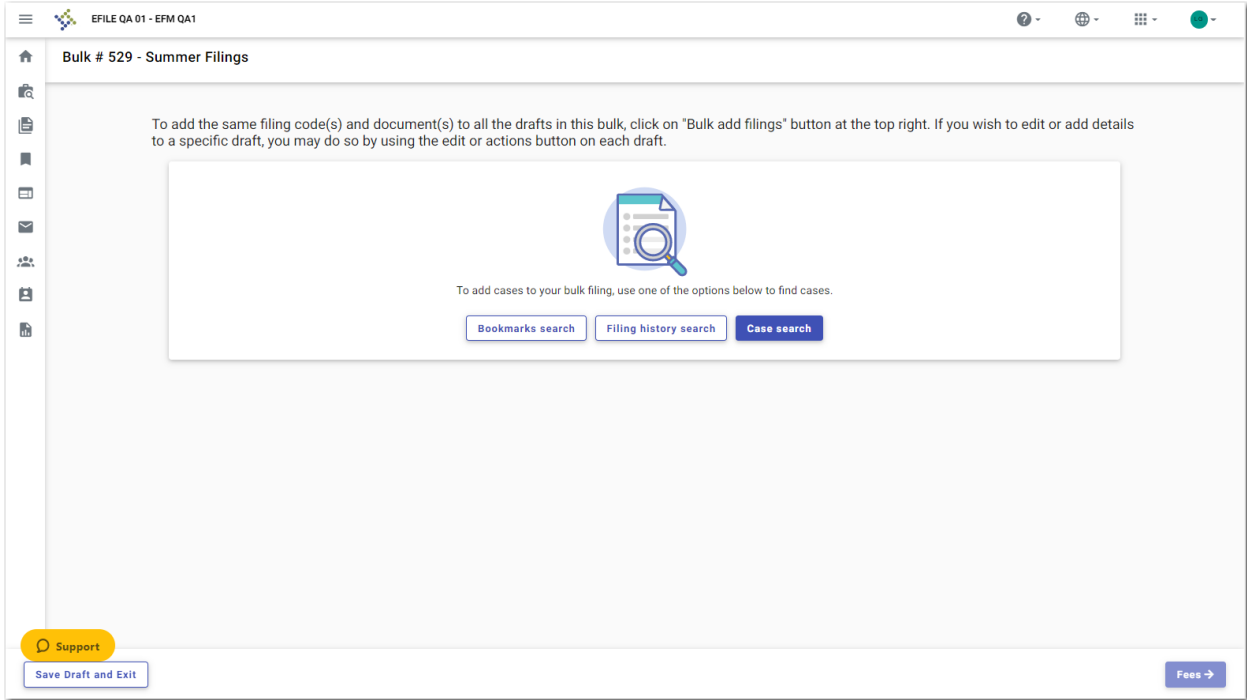 EFILE QA 01 - EFM QA1
Bulk # 529 - Summer Filings
To add the same filing code(s) and document(s) to all the drafts in this bulk, click on "Bulk add filings" button at the top right. If you wish to edit or add details
to a specific draft, you may do so by using the edit or actions button on each draft.
To add cases to your bulk filing, use one of the options below to find cases.
Bookmarks search Filing history search Case search
Support
Save Draft and Exit Fees